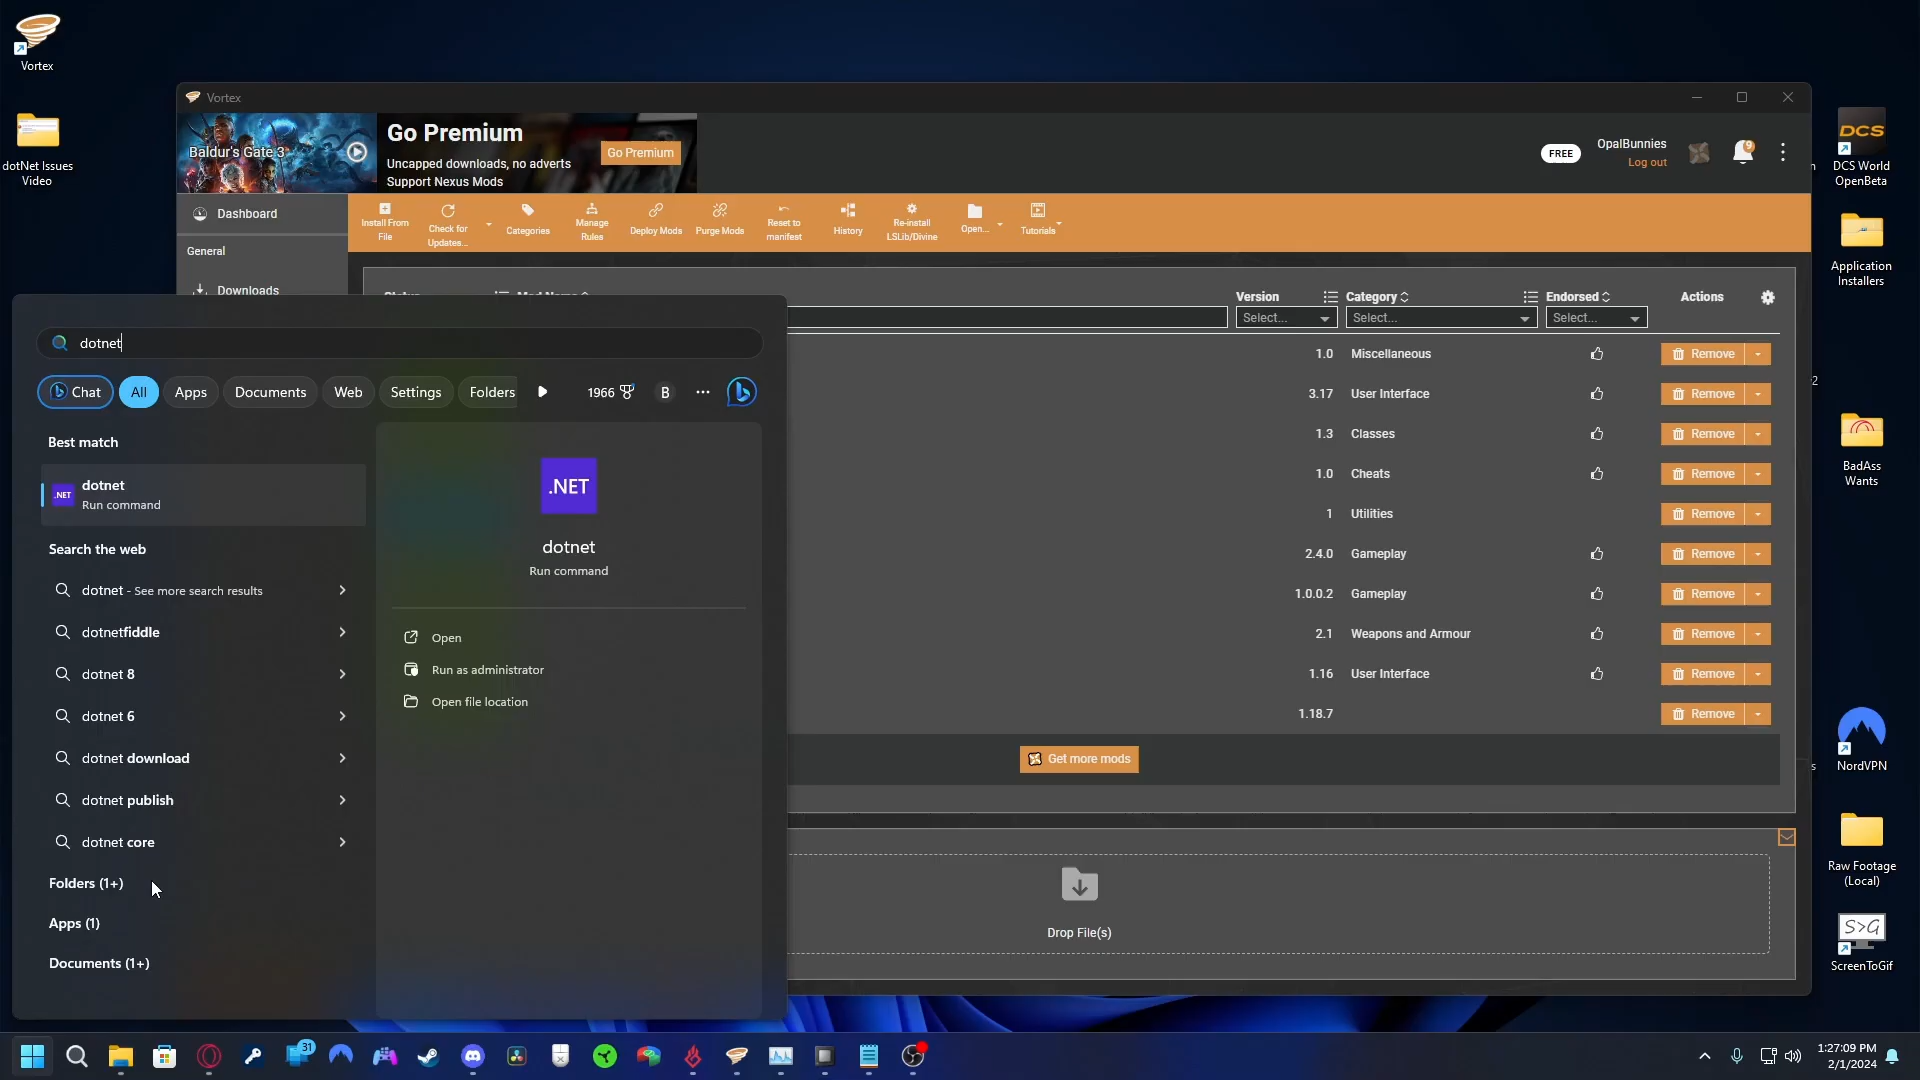 Vortex
dotNet Issues
Video
Vortex
Baldur's Gate 3
Go Premium
Uncapped downloads, no adverts
Support Nexus Mods
Go Premium
FREE
OpalBunnies
Log out
9
DCS
DCS World
OpenBeta
Dashboard
General
Downloads
Install From
File
Check for
Updates...
Categories
Manage
Rules
Deploy Mods
Purge Mods
Reset to
manifest
History
Re-install
LSLib/Divine
Open...
Tutorials
Application
Installers
Version
Category
Endorsed
Actions
Select...
Select...
Select...
1.0 Miscellaneous Remove
3.17 User Interface Remove
1.3 Classes Remove
1.0 Cheats Remove
1 Utilities Remove
2.4.0 Gameplay Remove
1.0.0.2 Gameplay Remove
2.1 Weapons and Armour Remove
1.16 User Interface Remove
1.18.7 Remove
Get more mods
Drop File(s)
dotnet
Chat
All
Apps
Documents
Web
Settings
Folders
1966
B
Best match
.NET
dotnet
Run command
Search the web
dotnet - See more search results
dotnetfiddle
dotnet 8
dotnet 6
dotnet download
dotnet publish
dotnet core
Folders (1+)
Apps (1)
Documents (1+)
.NET
dotnet
Run command
Open
Run as administrator
Open file location
BadAss
Wants
NordVPN
Raw Footage
(Local)
S>G
ScreenToGif
31
1:27:09 PM
2/1/2024